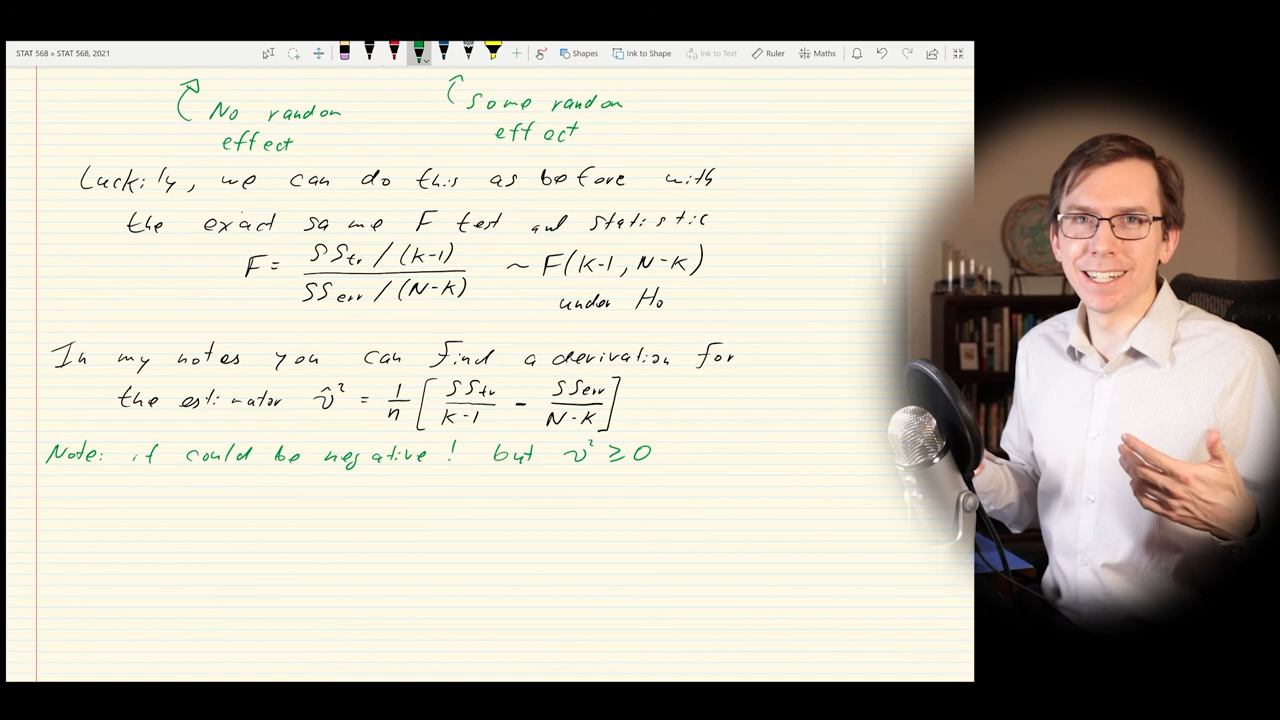 STAT 568 » STAT 568, 2021
Shapes Ink to Shape Ink to Text Ruler Maths
No random
effect
Some random
effect
Luckily, we can do this as before with
the exact same F test and statistic
F = SStr / (k-1) / SSerr / (N-K) ~ F(K-1, N-K)
under H0
In my notes you can find a derivation for
the estimator ν̂² = 1/n [ SStr/K-1 - SSerr/N-K ]
Note: it could be negative! but ν² ≥ 0